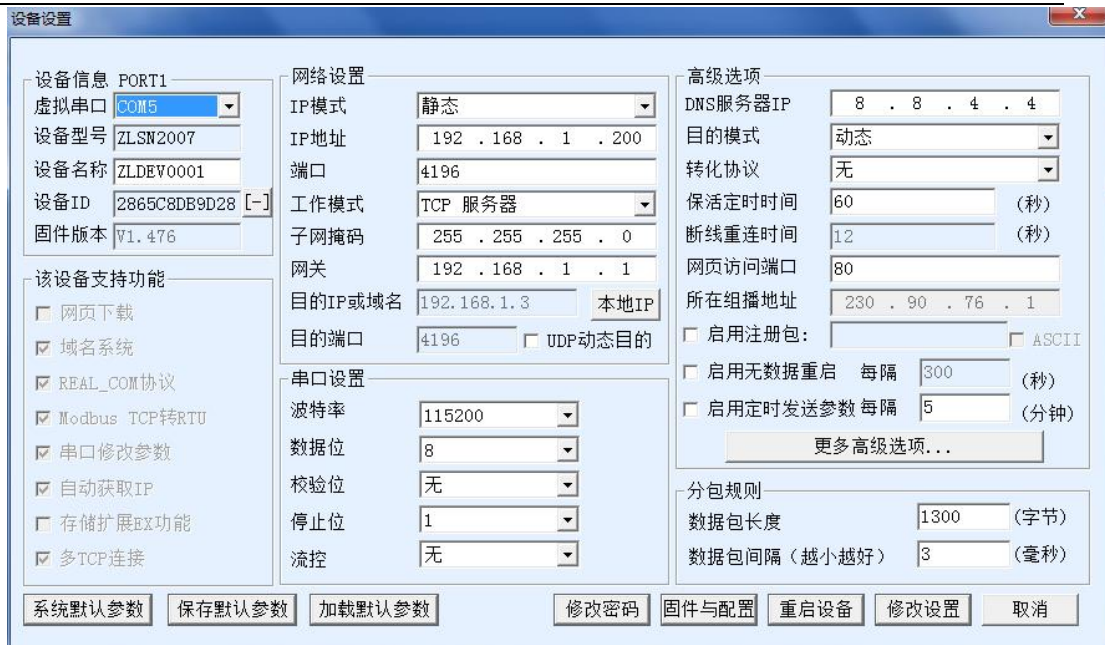 设备设置
设备信息 PORT1
虚拟串口 COM5
设备型号 ZLSN2007
设备名称 ZLDEV0001
设备ID 2865C8DB9D28 [-]
固件版本 V1.476
该设备支持功能
网页下载
域名系统
REAL_COM协议
Modbus TCP转RTU
串口修改参数
自动获取IP
存储扩展EX功能
多TCP连接
网络设置
IP模式 静态
IP地址 192 . 168 . 1 . 200
端口 4196
工作模式 TCP 服务器
子网掩码 255 . 255 . 255 . 0
网关 192 . 168 . 1 . 1
目的IP或域名 192.168.1.3 本地IP
目的端口 4196 UDP动态目的
串口设置
波特率 115200
数据位 8
校验位 无
停止位 1
流控 无
高级选项
DNS服务器IP 8 . 8 . 4 . 4
目的模式 动态
转化协议 无
保活定时时间 60 (秒)
断线重连时间 12 (秒)
网页访问端口 80
所在组播地址 230 . 90 . 76 . 1
启用注册包: ASCII
启用无数据重启 每隔 300 (秒)
启用定时发送参数 每隔 5 (分钟)
更多高级选项...
分包规则
数据包长度 1300 (字节)
数据包间隔（越小越好） 3 (毫秒)
系统默认参数 保存默认参数 加载默认参数 修改密码 固件与配置 重启设备 修改设置 取消